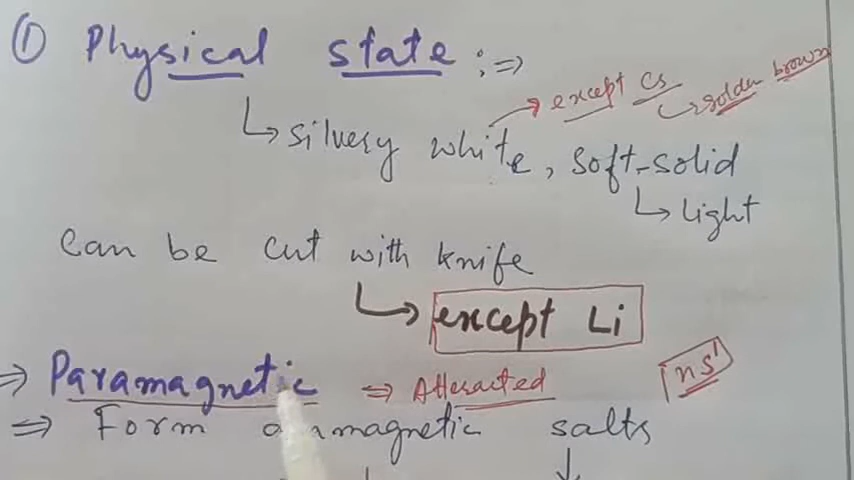 ① Physical state :⇒
→ except Cs → golden brown
↳ silvery white, soft-solid
↳ light
can be cut with knife
↳ except Li
⇒ Paramagnetic ⇒ Atteracted ns¹
⇒ Form magnetic salts